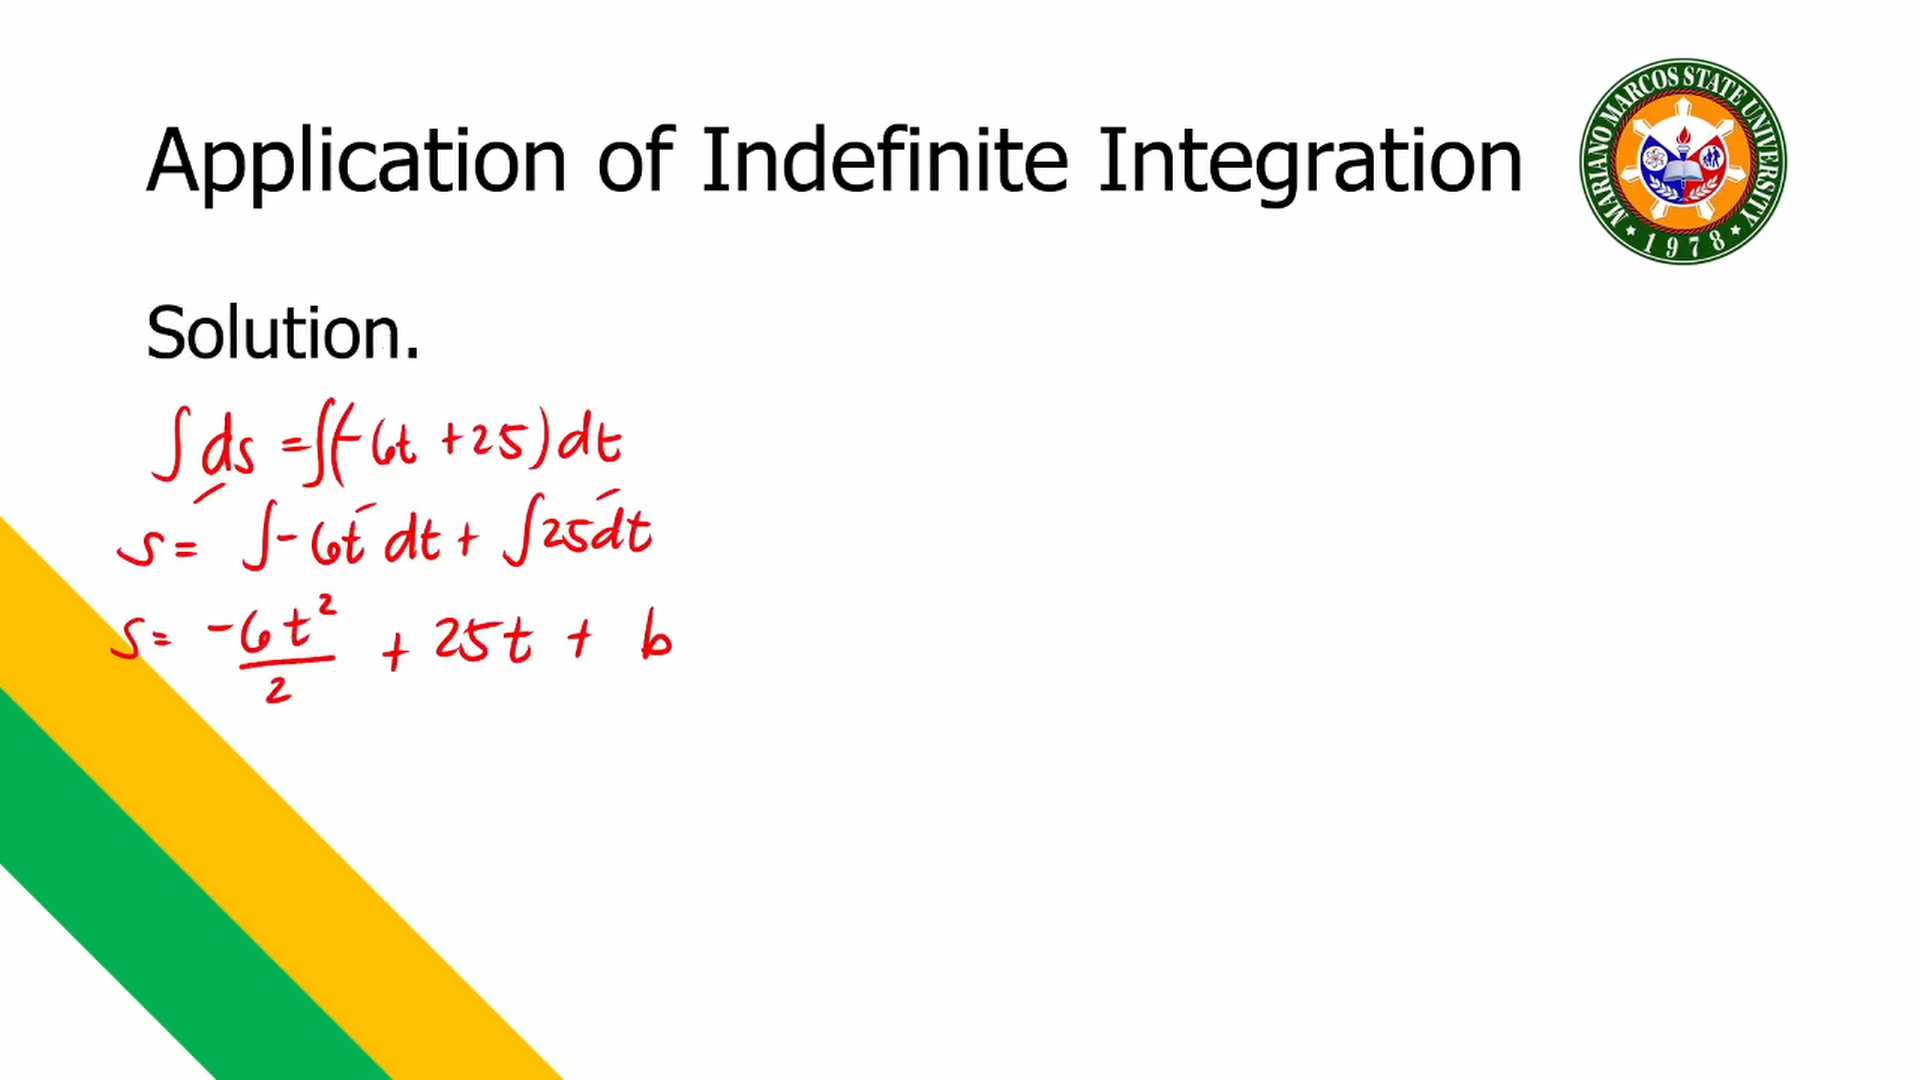 Application of Indefinite Integration
MARIANO MARCOS STATE UNIVERSITY
1978
Solution.
∫ ds = ∫(-6t + 25) dt
s = ∫-6t dt + ∫25dt
s = -6t²/2 + 25t + b